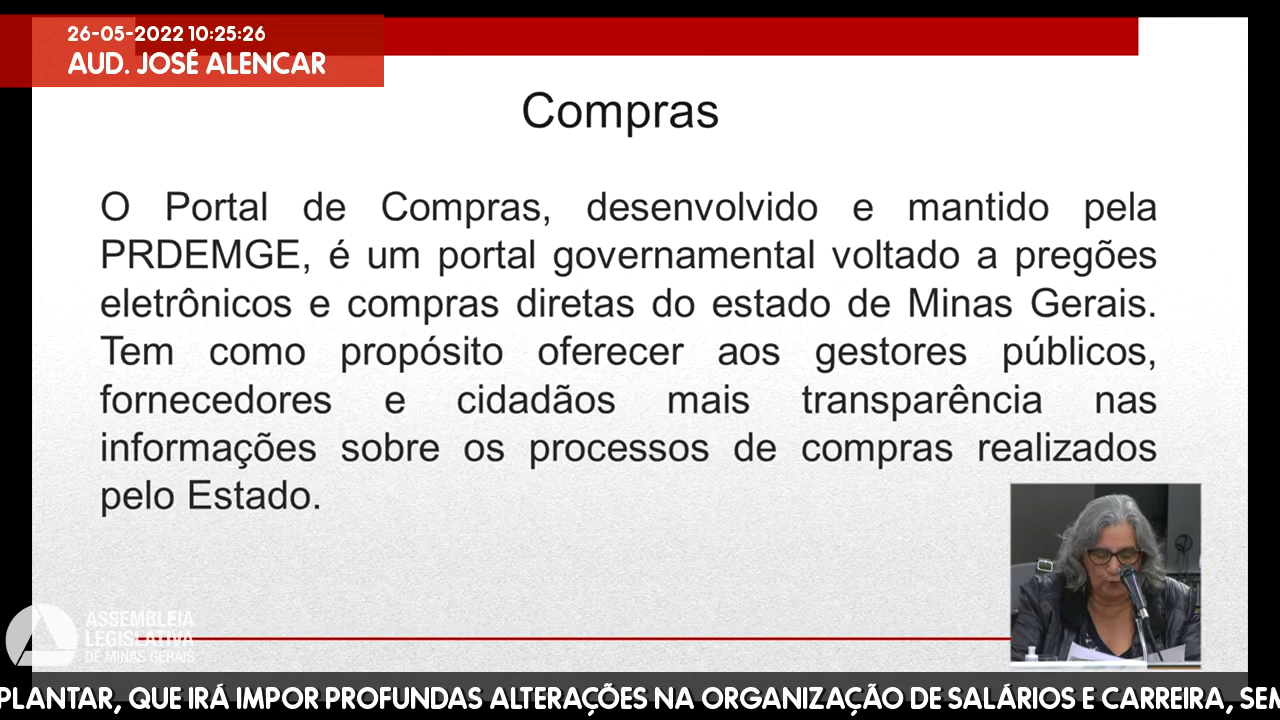 26-05-2022 10:25:26
AUD. JOSÉ ALENCAR
Compras
O Portal de Compras, desenvolvido e mantido pela
PRDEMGE, é um portal governamental voltado a pregões
eletrônicos e compras diretas do estado de Minas Gerais.
Tem como propósito oferecer aos gestores públicos,
fornecedores e cidadãos mais transparência nas
informações sobre os processos de compras realizados
pelo Estado.
ASSEMBLEIA
LEGISLATIVA
DE MINAS GERAIS
PLANTAR, QUE IRÁ IMPOR PROFUNDAS ALTERAÇÕES NA ORGANIZAÇÃO DE SALÁRIOS E CARREIRA, SEM